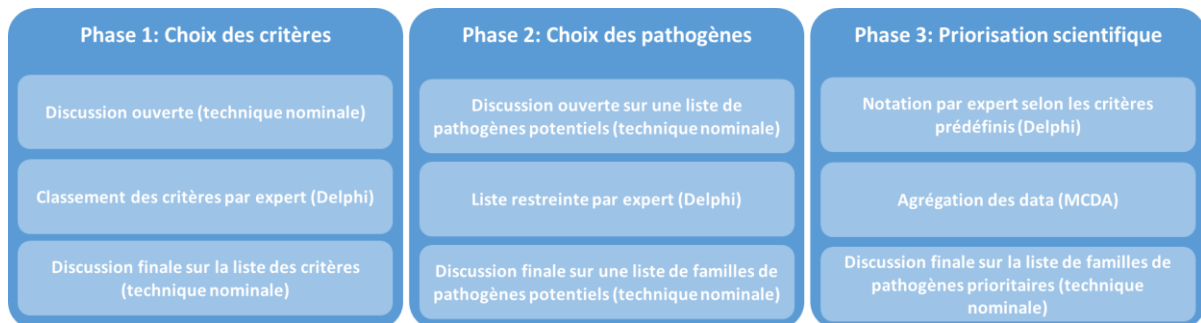 Phase 1: Choix des critères
Discussion ouverte (technique nominale)
Classement des critères par expert (Delphi)
Discussion finale sur la liste des critères
(technique nominale)
Phase 2: Choix des pathogènes
Discussion ouverte sur une liste de
pathogènes potentiels (technique nominale)
Liste restreinte par expert (Delphi)
Discussion finale sur une liste de familles de
pathogènes potentiels (technique nominale)
Phase 3: Priorisation scientifique
Notation par expert selon les critères
prédéfinis (Delphi)
Agrégation des data (MCDA)
Discussion finale sur la liste de familles de
pathogènes prioritaires (technique
nominale)